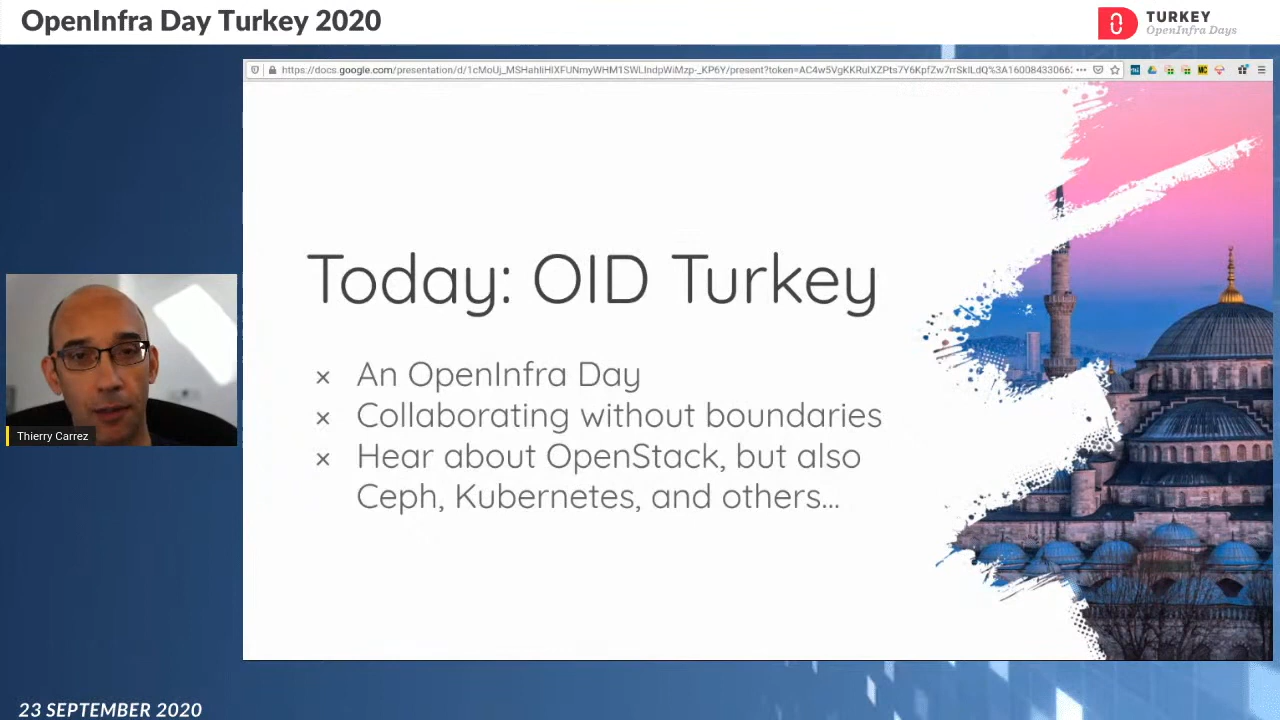 OpenInfra Day Turkey 2020
TURKEY
OpenInfra Days
Today: OID Turkey
× An OpenInfra Day
× Collaborating without boundaries
× Hear about OpenStack, but also
Ceph, Kubernetes, and others...
Thierry Carrez
23 SEPTEMBER 2020